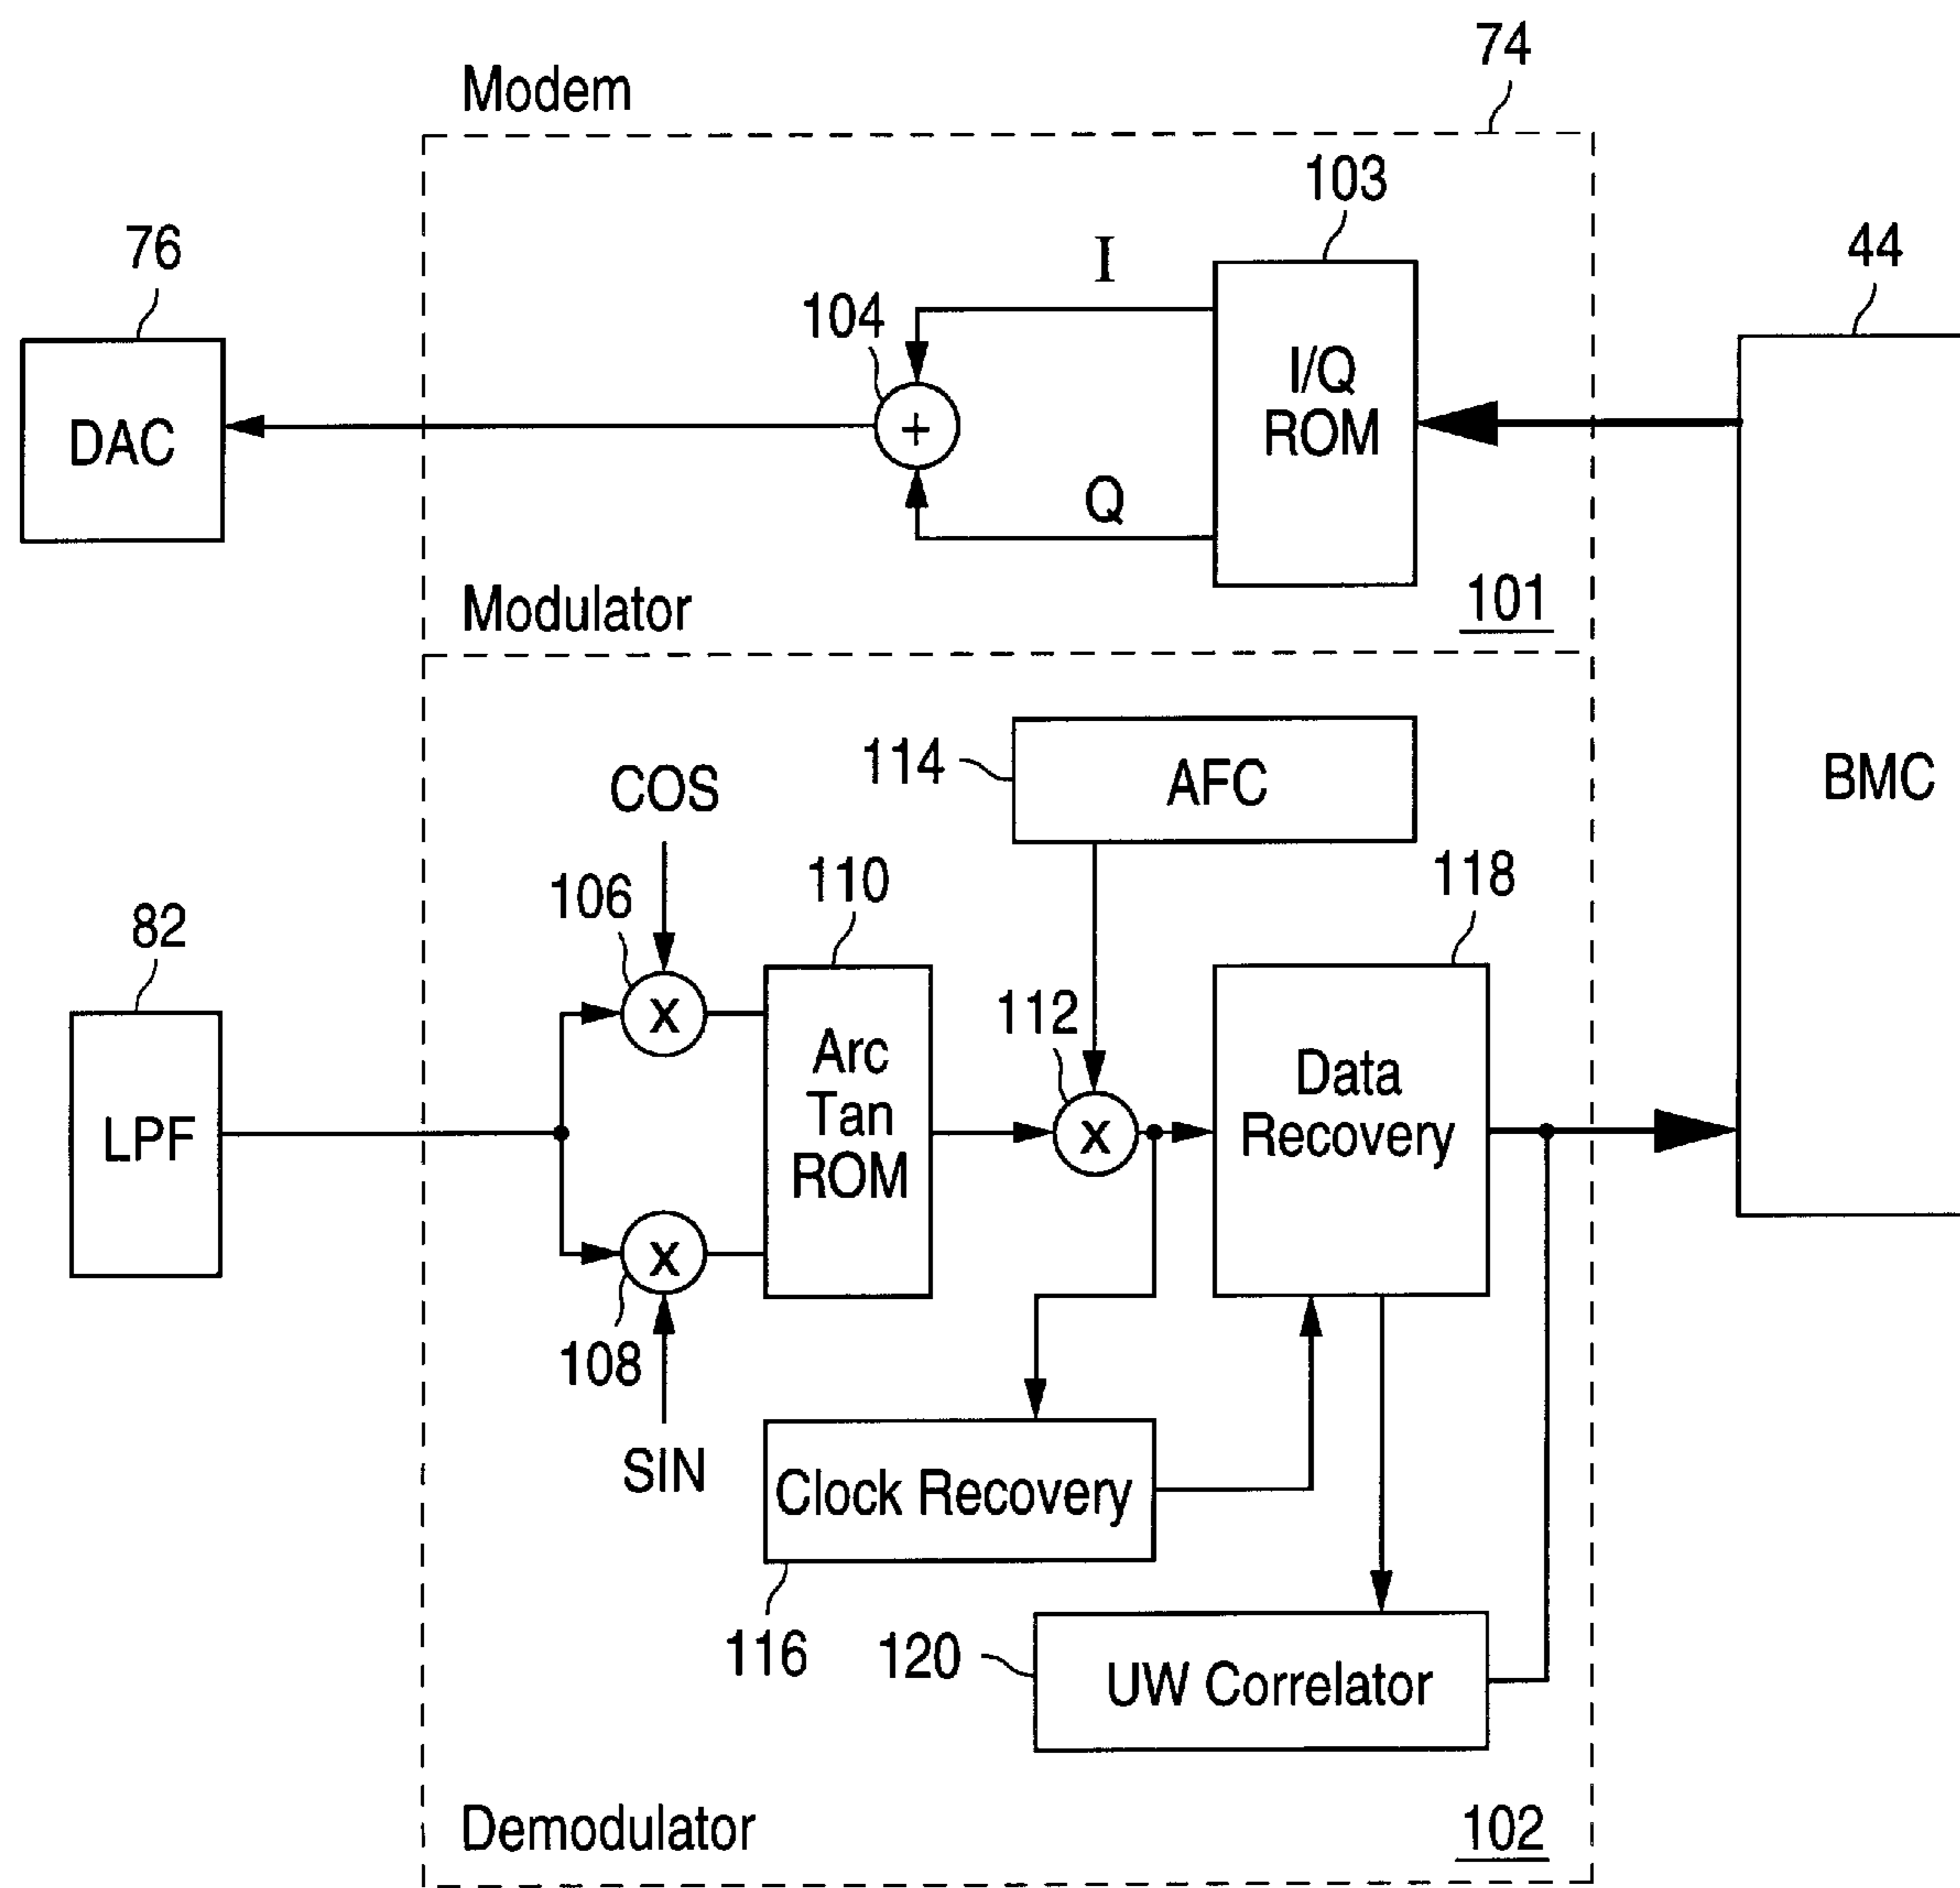 74
Modem
103
76
I
44
104
I/Q
ROM
DAC
+
Q
Modulator
101
114
AFC
COS
BMC
110
118
106
82
x
112
Arc
Tan
ROM
Data
Recovery
LPF
x
x
108
SIN
Clock Recovery
116
120
UW Correlator
Demodulator
102